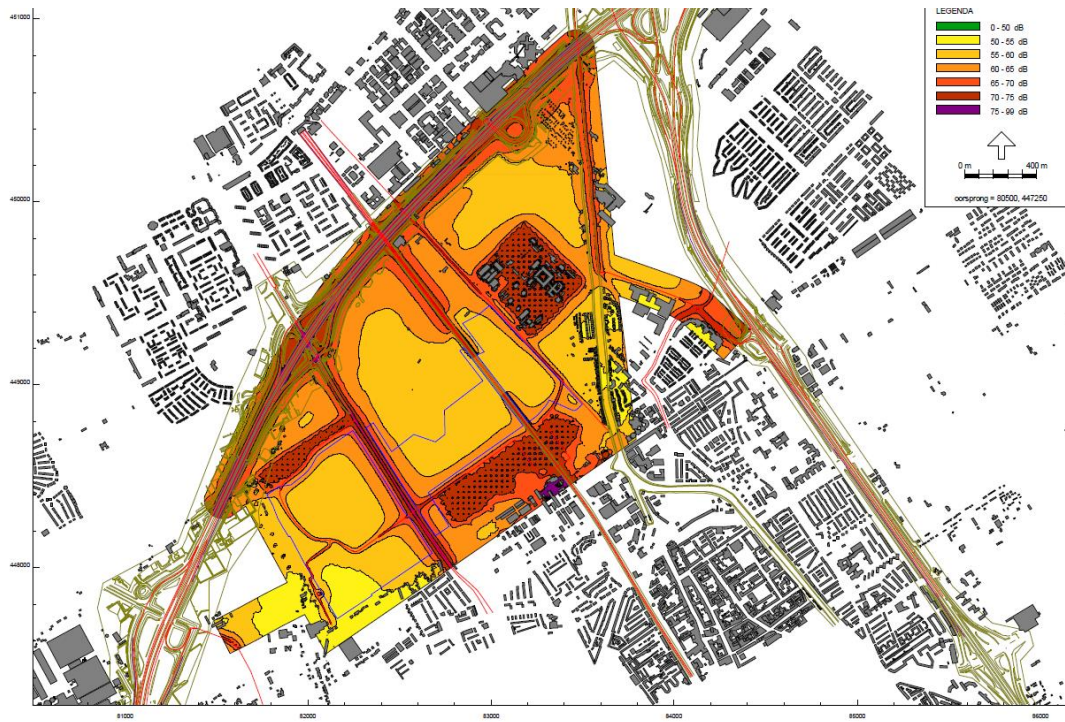 LEGENDA
0 - 50 dB
50 - 55 dB
55 - 60 dB
60 - 65 dB
65 - 70 dB
70 - 75 dB
75 - 99 dB
0 m 400 m
oorsprong = 80500, 447250
451000
450000
449000
448000
81000 82000 83000 84000 85000 86000